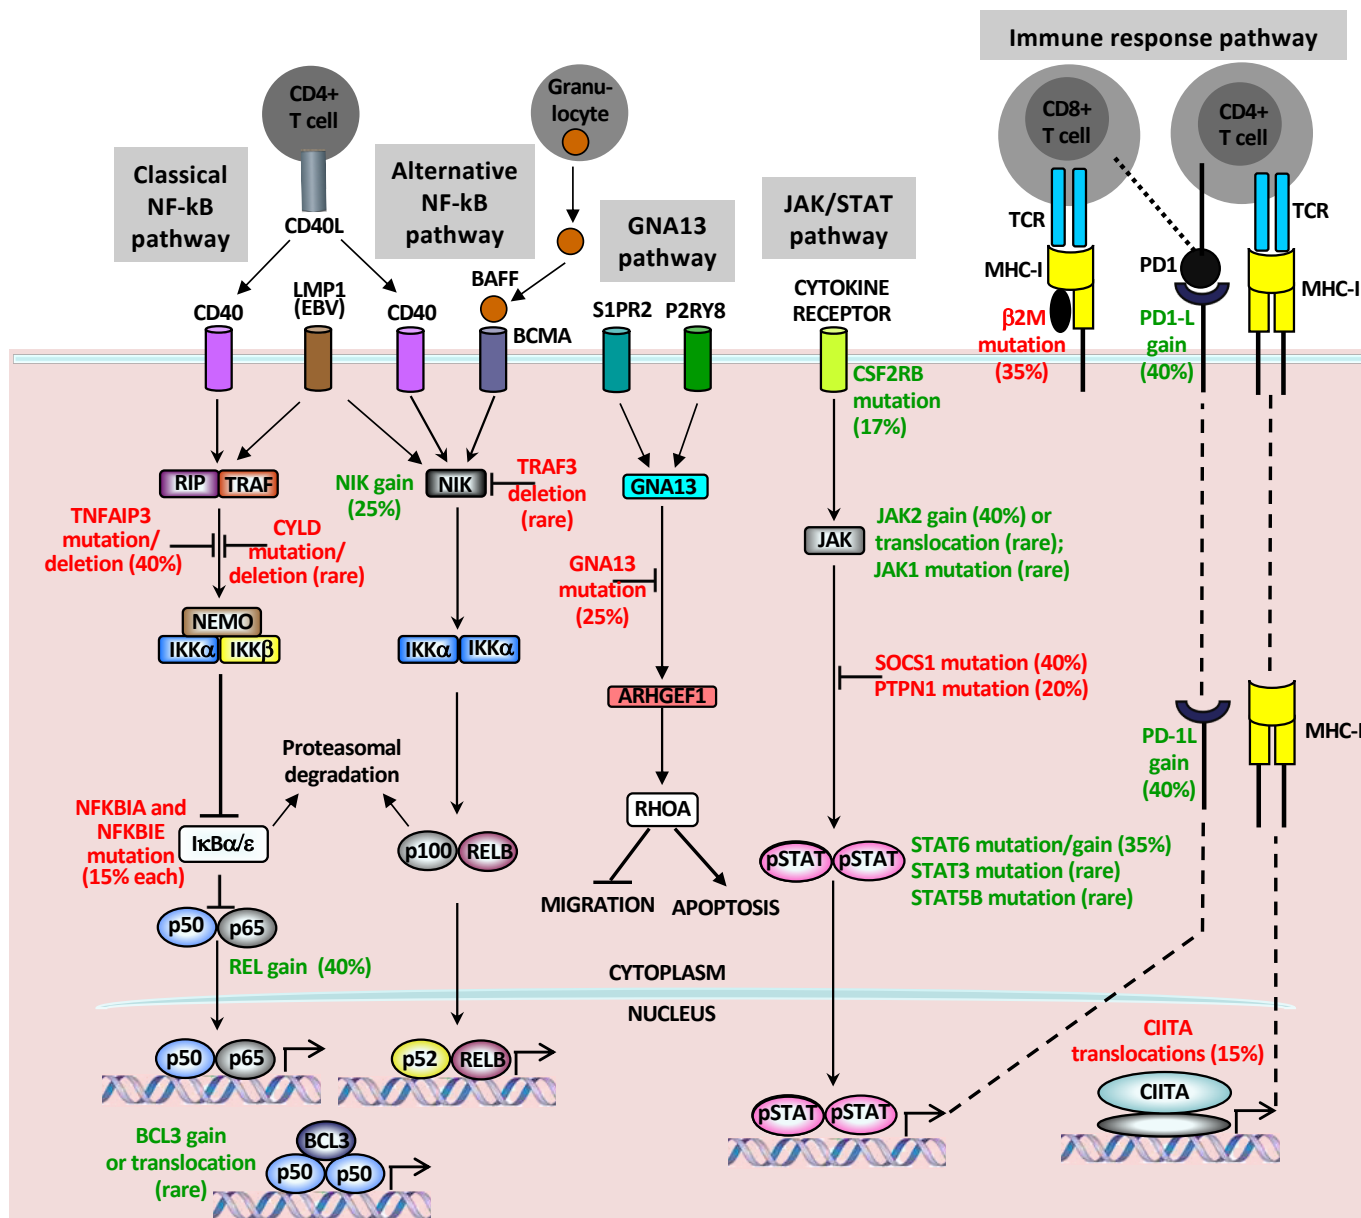 Immune response pathway
CD4+
T cell
Granu-
locyte
CD8+
T cell
CD4+
T cell
Classical
NF-kB
pathway
Alternative
NF-kB
pathway
GNA13
pathway
JAK/STAT
pathway
CD40L
TCR
TCR
MHC-I
PD1
MHC-I
BAFF
BCMA
CD40
LMP1
(EBV)
CD40
S1PR2
P2RY8
CYTOKINE
RECEPTOR
β2M
mutation
(35%)
PD1-L
gain
(40%)
CSF2RB
mutation
(17%)
RIP
TRAF
NIK gain
(25%)
NIK
TRAF3
deletion
(rare)
GNA13
TNFAIP3
mutation/
deletion (40%)
CYLD
mutation/
deletion (rare)
JAK
JAK2 gain (40%) or
translocation (rare);
JAK1 mutation (rare)
GNA13
mutation
(25%)
NEMO
IKKα
IKKβ
IKKα
IKKα
SOCS1 mutation (40%)
PTPN1 mutation (20%)
ARHGEF1
Proteasomal
degradation
PD-1L
gain
(40%)
MHC-I
NFKBIA and
NFKBIE
mutation
(15% each)
IκBα/ε
RHOA
p100
RELB
pSTAT
pSTAT
STAT6 mutation/gain (35%)
STAT3 mutation (rare)
STAT5B mutation (rare)
MIGRATION
APOPTOSIS
p50
p65
REL gain (40%)
CYTOPLASM
NUCLEUS
p50
p65
p52
RELB
CIITA
translocations (15%)
CIITA
pSTAT
pSTAT
BCL3 gain
or translocation
(rare)
BCL3
p50
p50